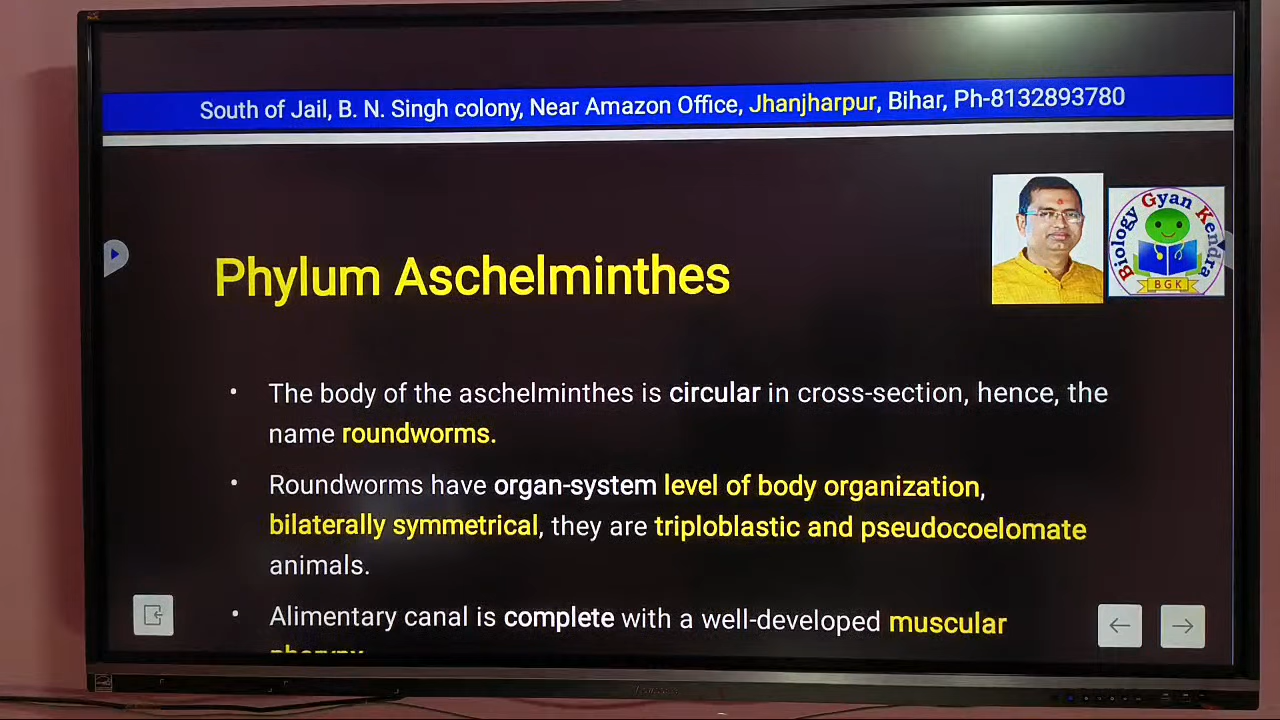 South of Jail, B. N. Singh colony, Near Amazon Office, Jhanjharpur, Bihar, Ph-8132893780
Biology Gyan Kendra
BGK
Phylum Aschelminthes
• The body of the aschelminthes is circular in cross-section, hence, the
name roundworms.
• Roundworms have organ-system level of body organization,
bilaterally symmetrical, they are triploblastic and pseudocoelomate
animals.
• Alimentary canal is complete with a well-developed muscular
pharynx